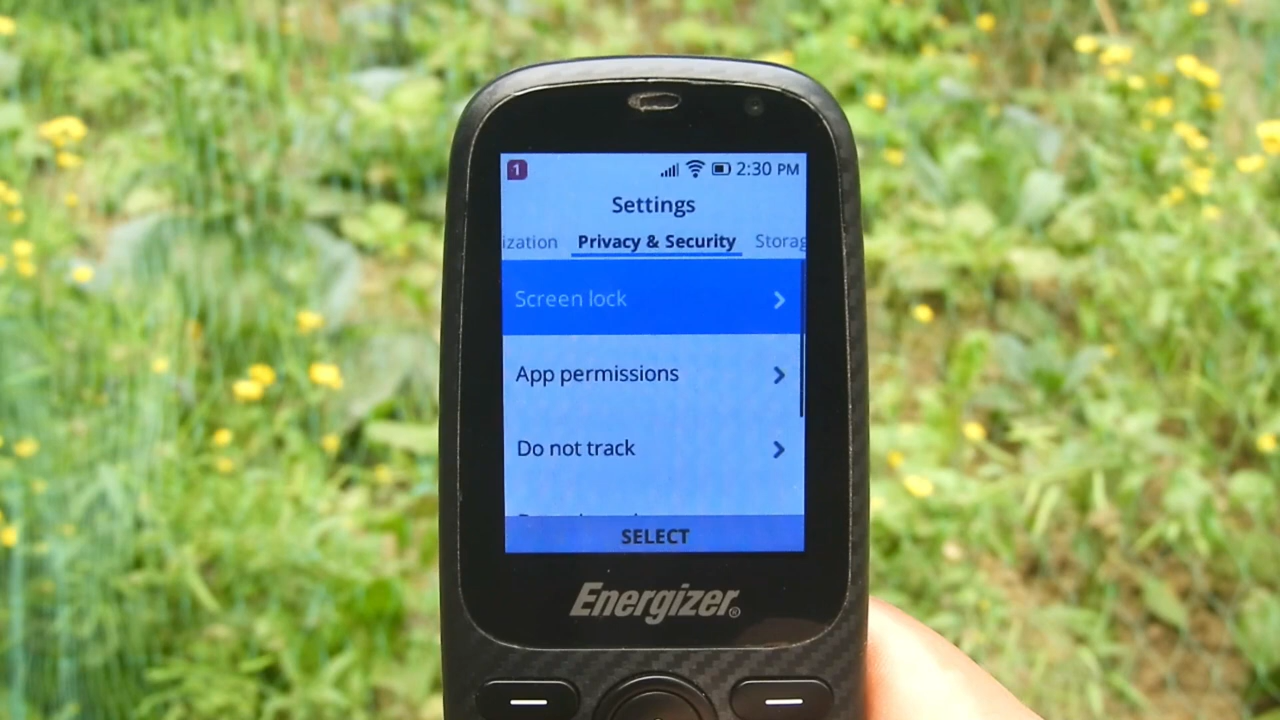 1 2:30 PM
Settings
ization Privacy & Security Storag
Screen lock
App permissions
Do not track
SELECT
Energizer®